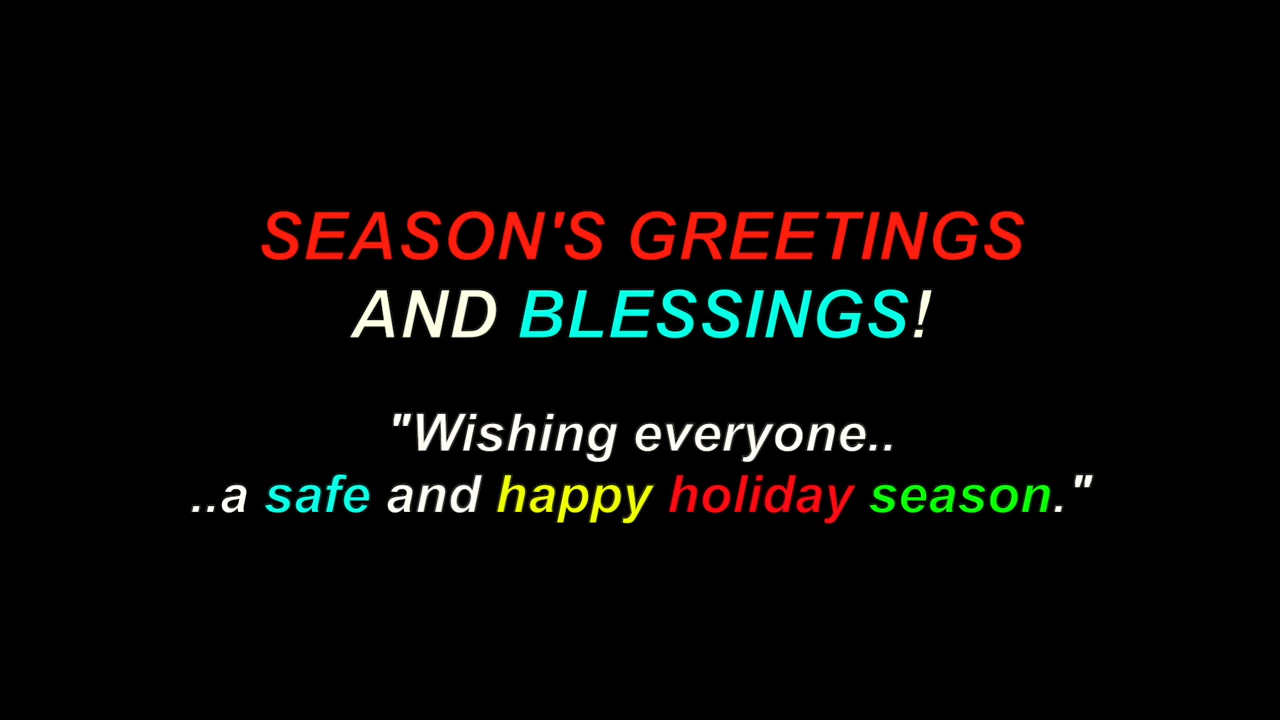 SEASON'S GREETINGS
AND BLESSINGS!
"Wishing everyone..
..a safe and happy holiday season."